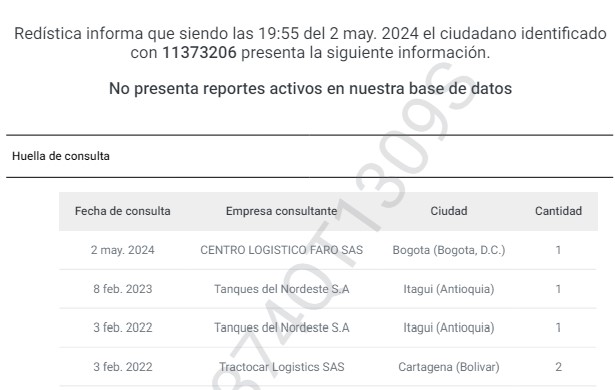 Redística informa que siendo las 19:55 del 2 may. 2024 el ciudadano identificado
con 11373206 presenta la siguiente información.
No presenta reportes activos en nuestra base de datos
Huella de consulta
Fecha de consulta Empresa consultante Ciudad Cantidad
2 may. 2024 CENTRO LOGISTICO FARO SAS Bogota (Bogota, D.C.) 1
8 feb. 2023 Tanques del Nordeste S.A Itagui (Antioquia) 1
3 feb. 2022 Tanques del Nordeste S.A Itagui (Antioquia) 1
3 feb. 2022 Tractocar Logistics SAS Cartagena (Bolivar) 2